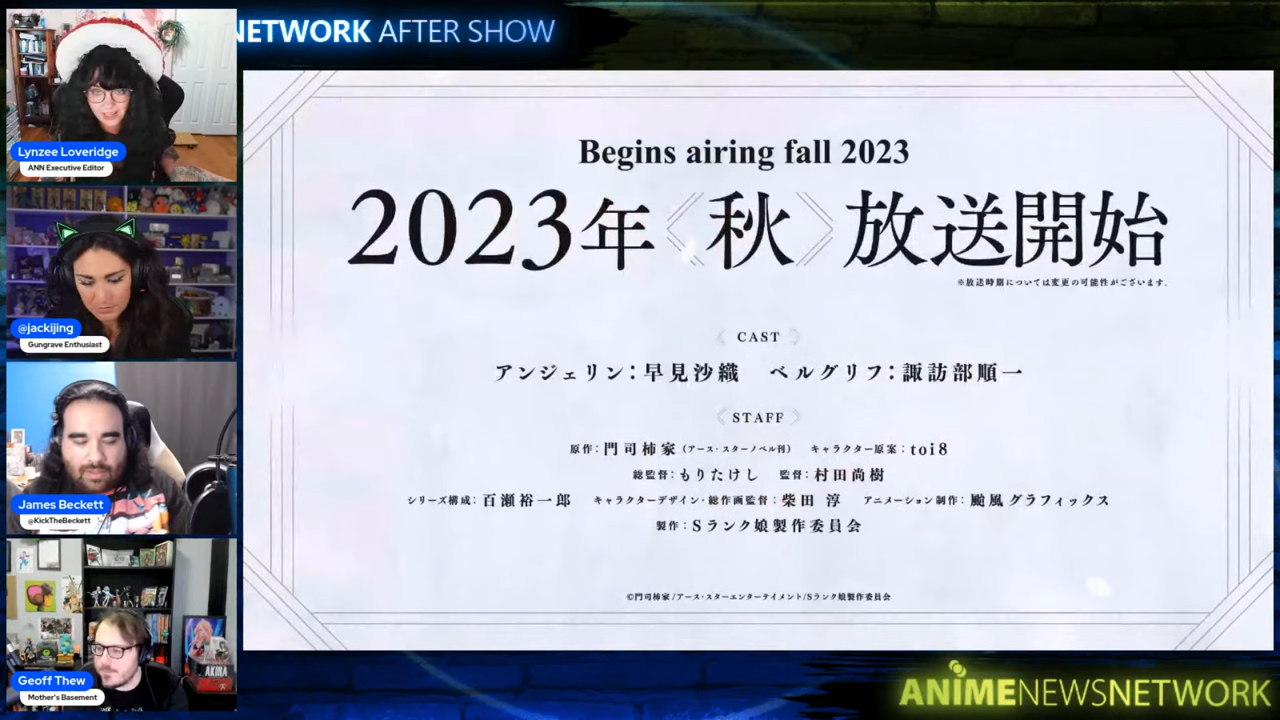 NETWORK AFTER SHOW
Lynzee Loveridge
ANN Executive Editor
@jackijing
Gungrave Enthusiast
James Beckett
@KickTheBeckett
Geoff Thew
Mother's Basement
AKIRA
Begins airing fall 2023
2023年《秋》放送開始
※放送時期については変更の可能性がございます。
《CAST》
アンジェリン：早見沙織 ベルグリフ：諏訪部順一
《STAFF》
原作：門司柿家（アース・スターノベル刊） キャラクター原案：toi8
総監督：もりたけし 監督：村田尚樹
シリーズ構成：百瀬裕一郎 キャラクターデザイン・総作画監督：柴田 淳 アニメーション制作：颱風グラフィックス
製作：Sランク娘製作委員会
©門司柿家/アース・スターエンターテイメント/Sランク娘製作委員会
ANIMENEWSNETWORK